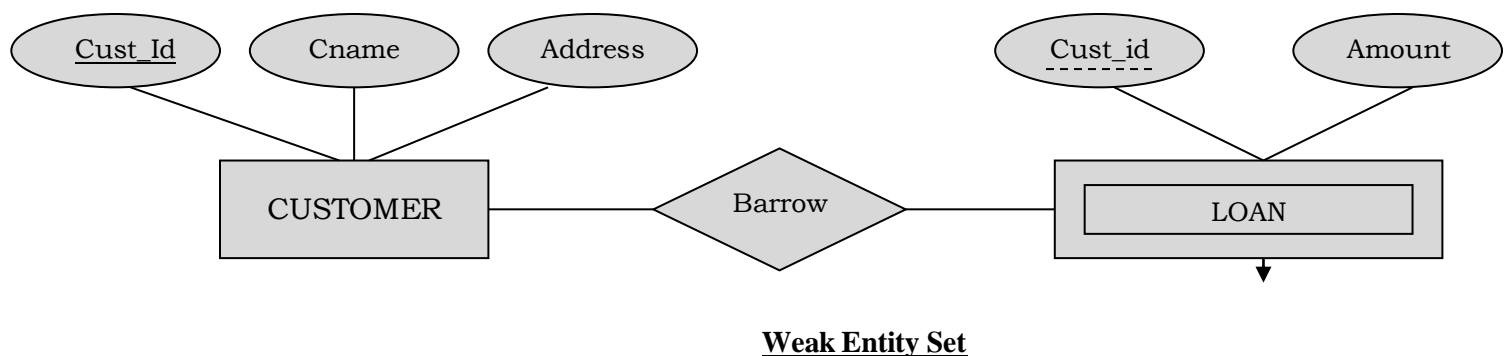 Cust_Id
Cname
Address
Cust_id
Amount
CUSTOMER
Barrow
LOAN
Weak Entity Set